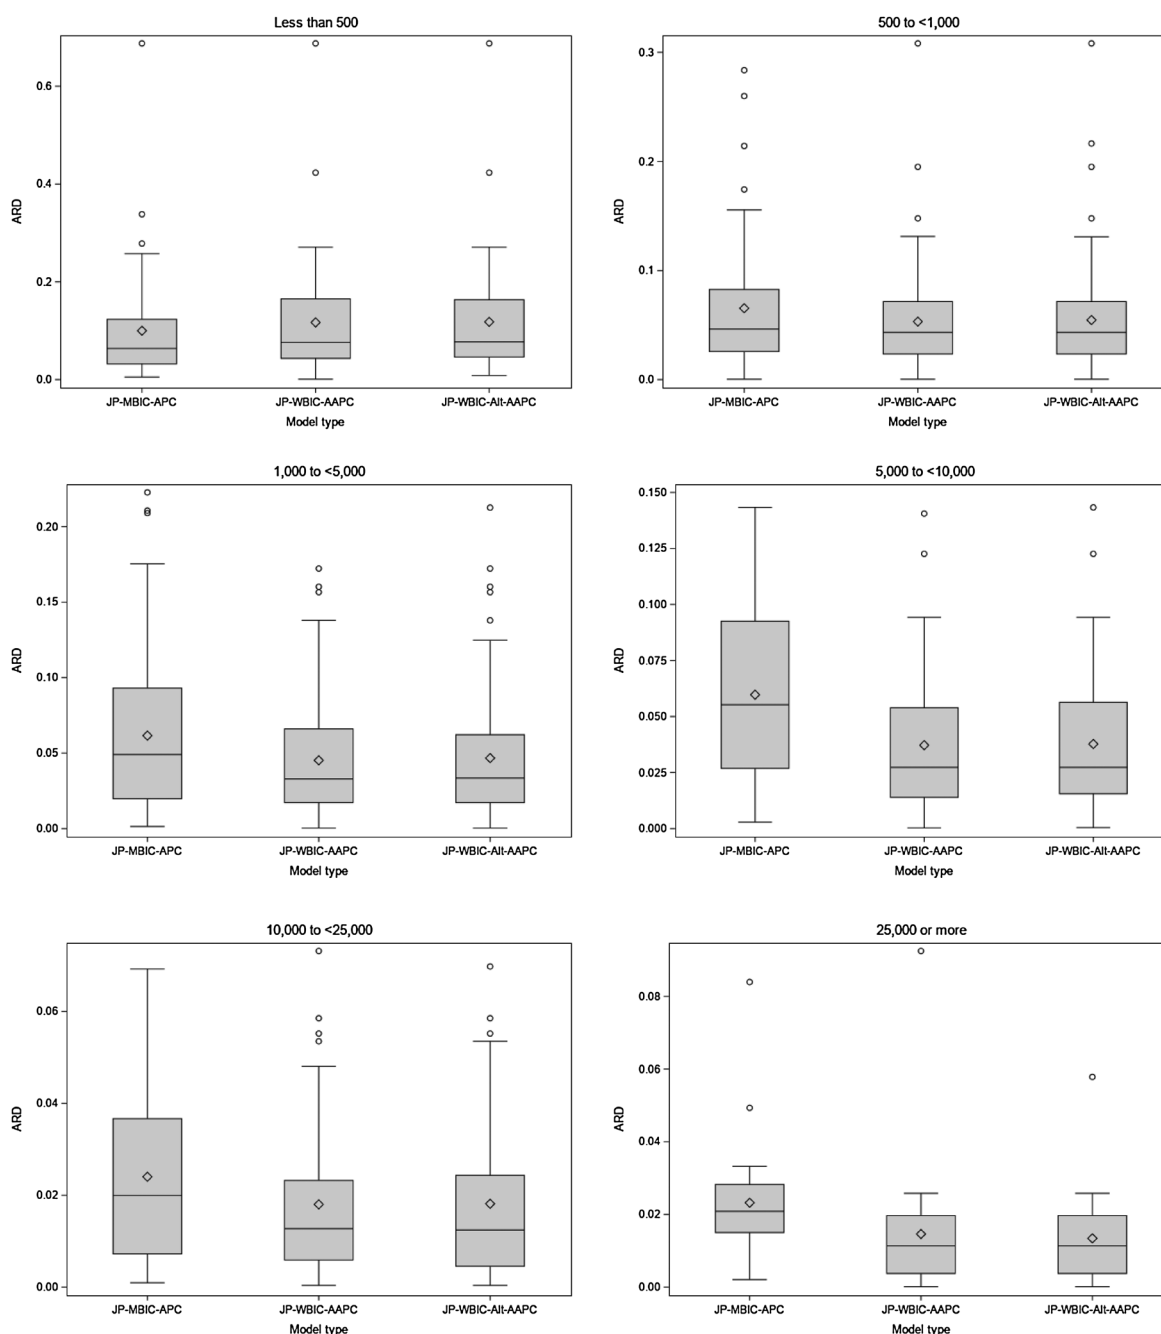 Less than 500
0.6
0.4
0.2
0.0
ARD
JP-MBIC-APC JP-WBIC-AAPC JP-WBIC-Alt-AAPC
Model type
500 to <1,000
0.3
0.2
0.1
0.0
ARD
JP-MBIC-APC JP-WBIC-AAPC JP-WBIC-Alt-AAPC
Model type
1,000 to <5,000
0.20
0.15
0.10
0.05
0.00
ARD
JP-MBIC-APC JP-WBIC-AAPC JP-WBIC-Alt-AAPC
Model type
5,000 to <10,000
0.150
0.125
0.100
0.075
0.050
0.025
0.000
ARD
JP-MBIC-APC JP-WBIC-AAPC JP-WBIC-Alt-AAPC
Model type
10,000 to <25,000
0.06
0.04
0.02
0.00
ARD
JP-MBIC-APC JP-WBIC-AAPC JP-WBIC-Alt-AAPC
Model type
25,000 or more
0.08
0.06
0.04
0.02
0.00
ARD
JP-MBIC-APC JP-WBIC-AAPC JP-WBIC-Alt-AAPC
Model type